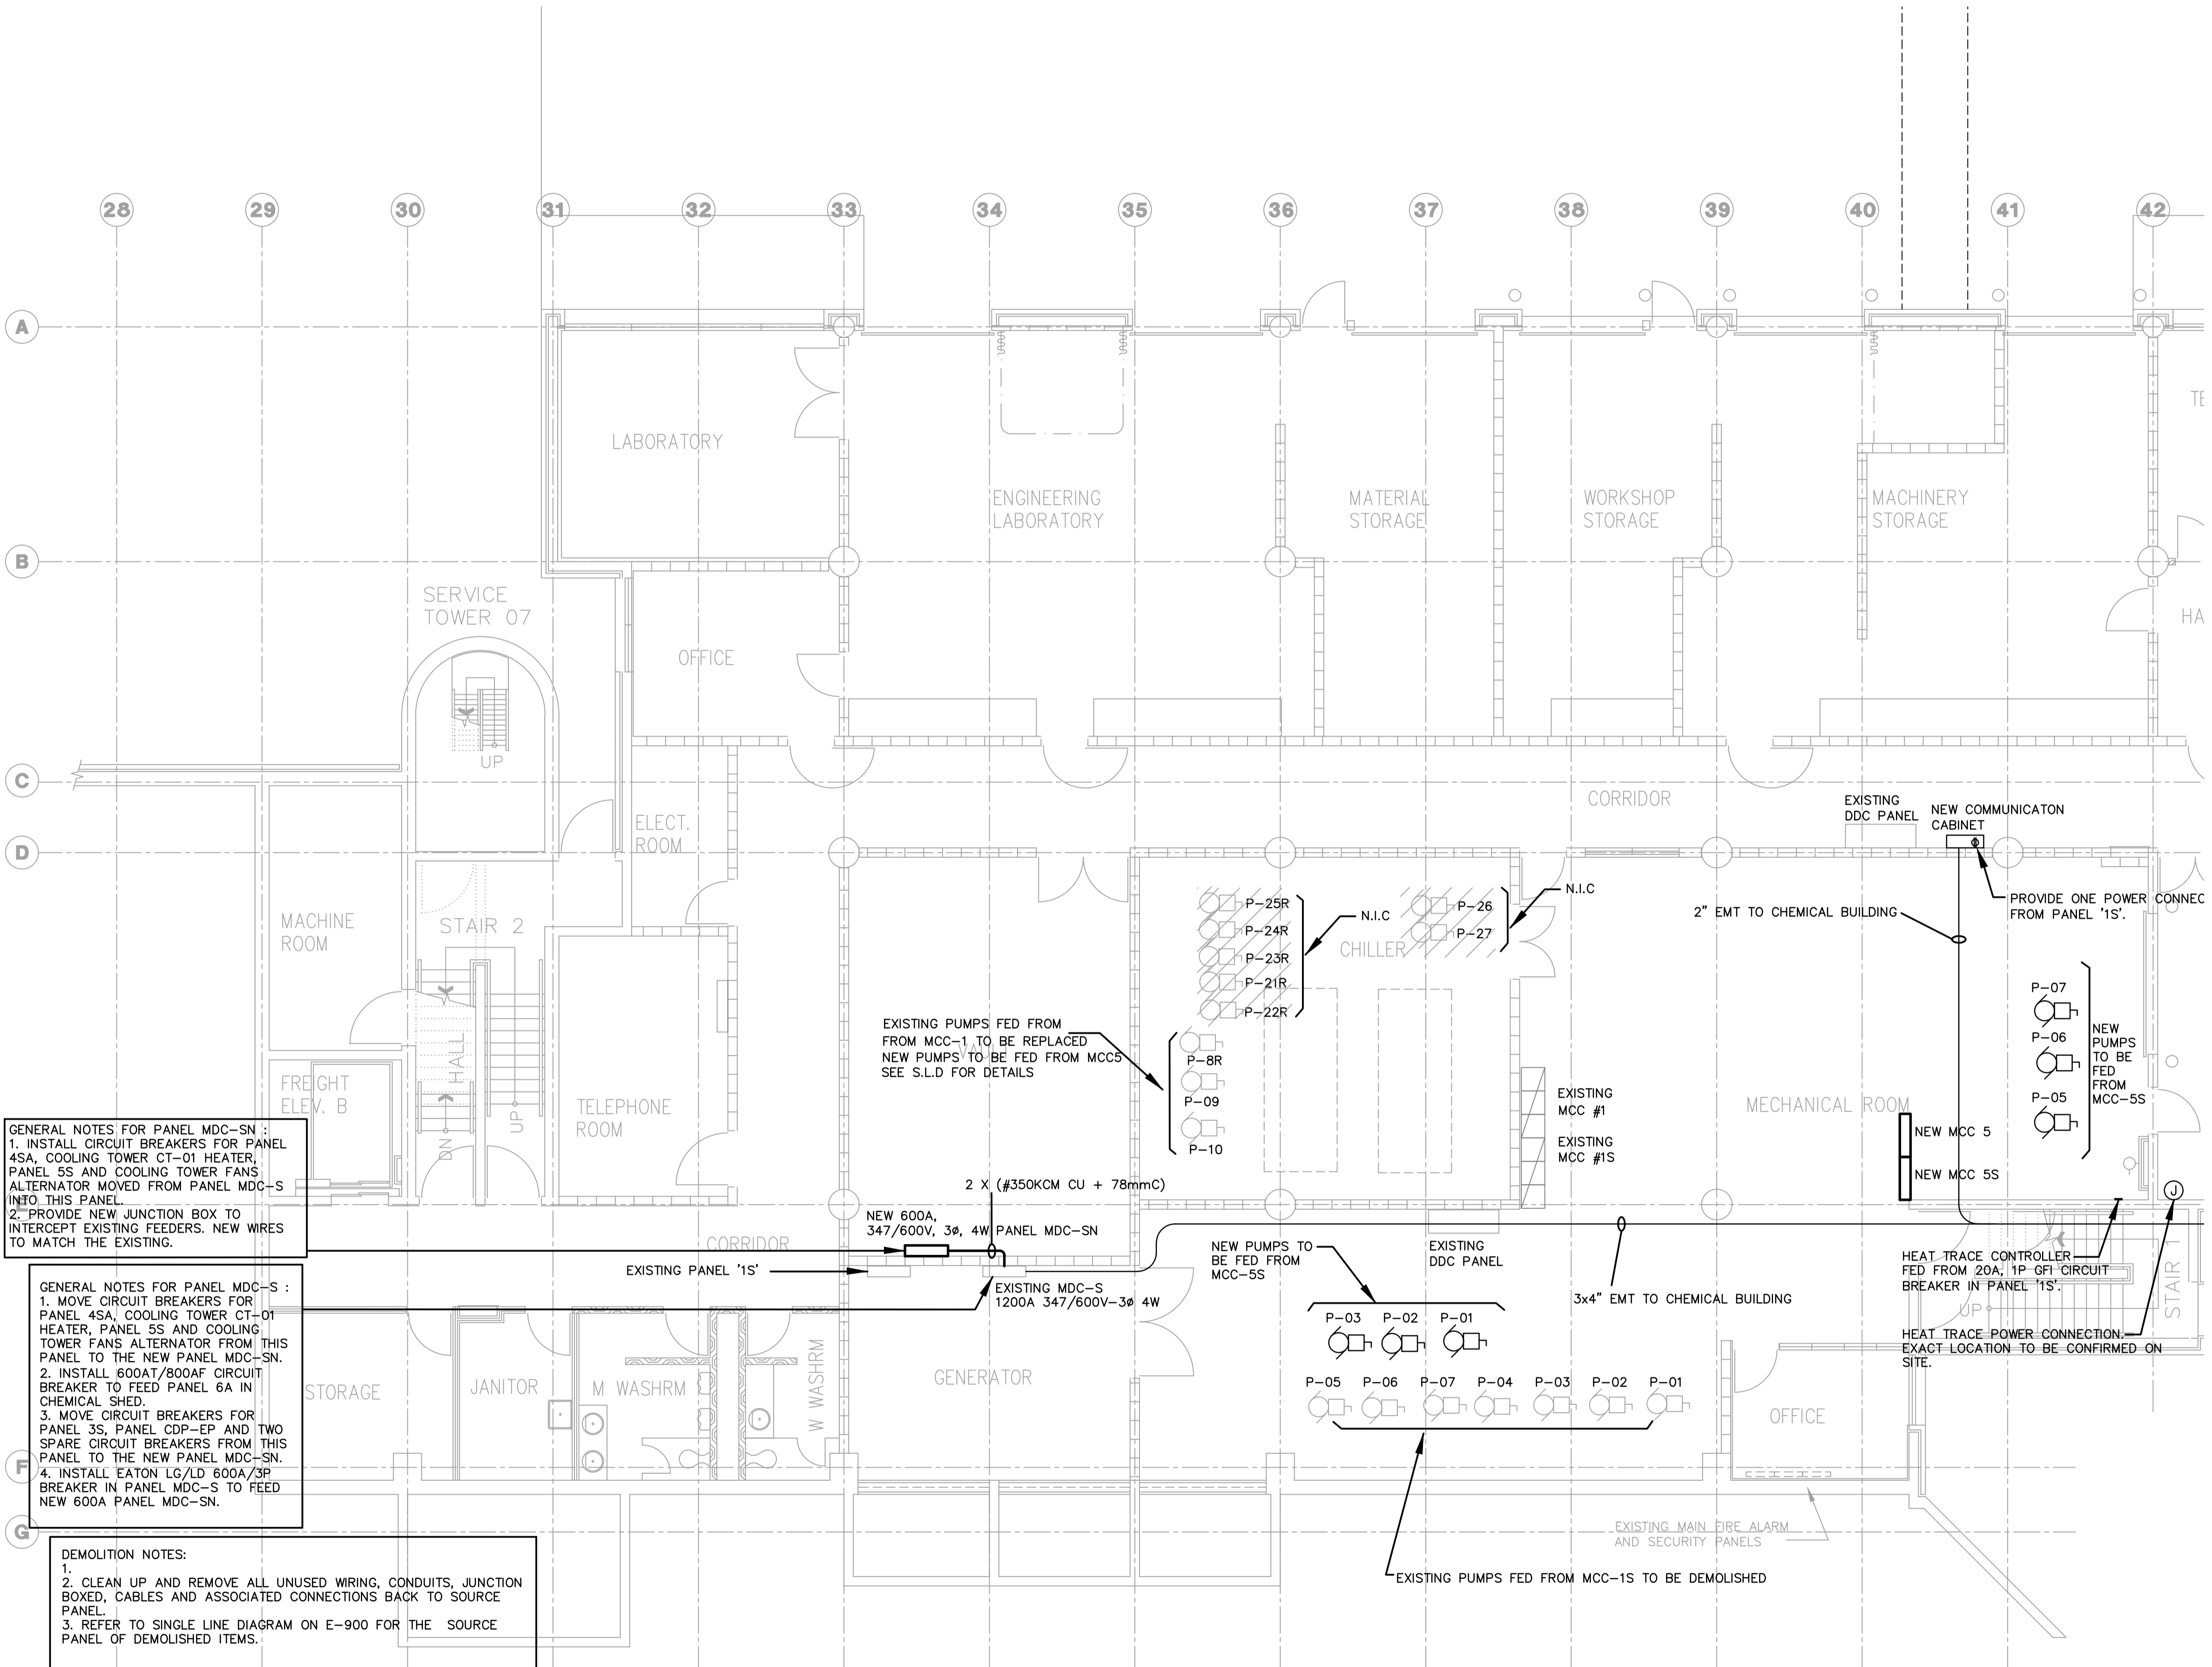 28
29
30
31
32
33
34
35
36
37
38
39
40
41
42
A
B
C
D
E
F
G
LABORATORY
ENGINEERING
LABORATORY
MATERIAL
STORAGE
WORKSHOP
STORAGE
MACHINERY
STORAGE
TE
HA
SERVICE
TOWER 07
UP
OFFICE
CORRIDOR
ELECT.
ROOM
EXISTING
DDC PANEL
NEW COMMUNICATON
CABINET
PROVIDE ONE POWER CONNEC
FROM PANEL '1S'.
2" EMT TO CHEMICAL BUILDING
MACHINE
ROOM
STAIR 2
HALL
DN
UP
FREIGHT
ELEV. B
TELEPHONE
ROOM
VAULT
CHILLER
P-25R
P-24R
P-23R
P-21R
P-22R
N.I.C
P-26
P-27
N.I.C
EXISTING PUMPS FED FROM
FROM MCC-1 TO BE REPLACED
NEW PUMPS TO BE FED FROM MCC5
SEE S.L.D FOR DETAILS
P-8R
P-09
P-10
EXISTING
MCC #1
EXISTING
MCC #1S
MECHANICAL ROOM
NEW MCC 5
NEW MCC 5S
P-07
P-06
P-05
NEW
PUMPS
TO BE
FED
FROM
MCC-5S
J
GENERAL NOTES FOR PANEL MDC-SN :
1. INSTALL CIRCUIT BREAKERS FOR PANEL
4SA, COOLING TOWER CT-01 HEATER,
PANEL 5S AND COOLING TOWER FANS
ALTERNATOR MOVED FROM PANEL MDC-S
INTO THIS PANEL.
2. PROVIDE NEW JUNCTION BOX TO
INTERCEPT EXISTING FEEDERS. NEW WIRES
TO MATCH THE EXISTING.
2 X (#350KCM CU + 78mmC)
NEW 600A,
347/600V, 3ø, 4W PANEL MDC-SN
CORRIDOR
EXISTING PANEL '1S'
EXISTING MDC-S
1200A 347/600V-3ø 4W
NEW PUMPS TO
BE FED FROM
MCC-5S
EXISTING
DDC PANEL
3x4" EMT TO CHEMICAL BUILDING
HEAT TRACE CONTROLLER
FED FROM 20A, 1P GFI CIRCUIT
BREAKER IN PANEL '1S'.
UP
STAIR 1
HEAT TRACE POWER CONNECTION.
EXACT LOCATION TO BE CONFIRMED ON
SITE.
GENERAL NOTES FOR PANEL MDC-S :
1. MOVE CIRCUIT BREAKERS FOR
PANEL 4SA, COOLING TOWER CT-01
HEATER, PANEL 5S AND COOLING
TOWER FANS ALTERNATOR FROM THIS
PANEL TO THE NEW PANEL MDC-SN.
2. INSTALL 600AT/800AF CIRCUIT
BREAKER TO FEED PANEL 6A IN
CHEMICAL SHED.
3. MOVE CIRCUIT BREAKERS FOR
PANEL 3S, PANEL CDP-EP AND TWO
SPARE CIRCUIT BREAKERS FROM THIS
PANEL TO THE NEW PANEL MDC-SN.
4. INSTALL EATON LG/LD 600A/3P
BREAKER IN PANEL MDC-S TO FEED
NEW 600A PANEL MDC-SN.
STORAGE
JANITOR
M WASHRM
W WASHRM
GENERATOR
P-03
P-02
P-01
P-05
P-06
P-07
P-04
P-03
P-02
P-01
OFFICE
EXISTING MAIN FIRE ALARM
AND SECURITY PANELS
EXISTING PUMPS FED FROM MCC-1S TO BE DEMOLISHED
DEMOLITION NOTES:
1.
2. CLEAN UP AND REMOVE ALL UNUSED WIRING, CONDUITS, JUNCTION
BOXED, CABLES AND ASSOCIATED CONNECTIONS BACK TO SOURCE
PANEL.
3. REFER TO SINGLE LINE DIAGRAM ON E-900 FOR THE SOURCE
PANEL OF DEMOLISHED ITEMS.